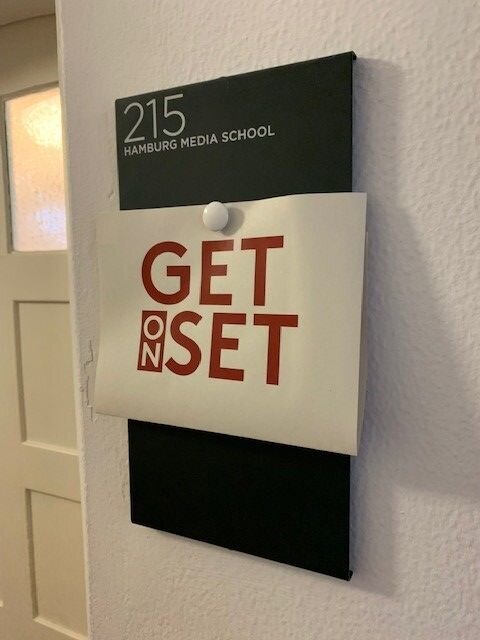 215
HAMBURG MEDIA SCHOOL
GET
ON SET